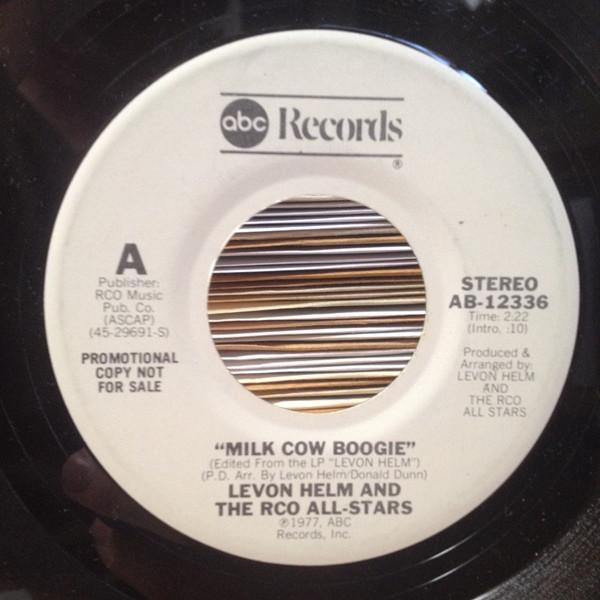 abc Records
®
A
Publisher:
RCO Music
Pub. Co.
(ASCAP)
(45-29691-S)
PROMOTIONAL
COPY NOT
FOR SALE
STEREO
AB-12336
Time: 2:22
(Intro. :10)
Produced &
Arranged by:
LEVON HELM
AND
THE RCO
ALL STARS
"MILK COW BOOGIE"
(Edited From the LP "LEVON HELM")
(P.D. Arr. By Levon Helm/Donald Dunn)
LEVON HELM AND
THE RCO ALL-STARS
℗1977, ABC
Records, Inc.